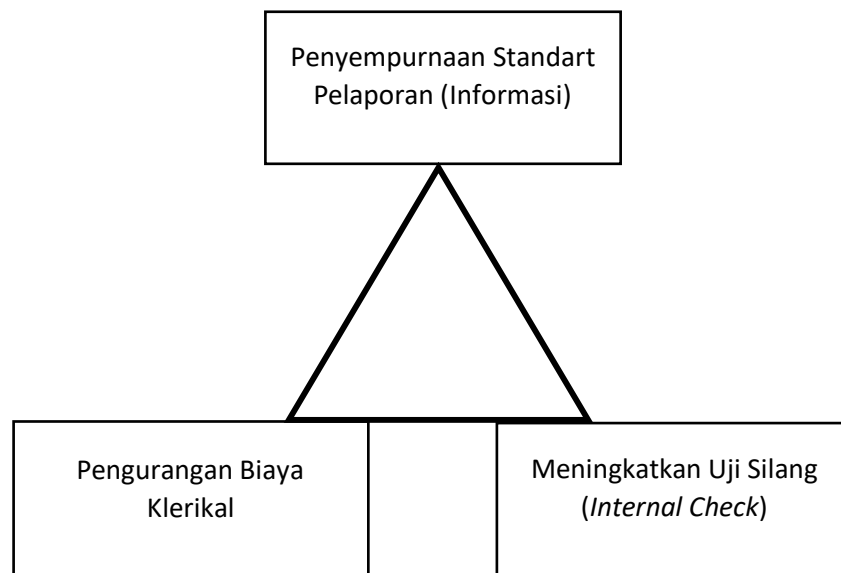 Penyempurnaan Standart
Pelaporan (Informasi)
Pengurangan Biaya
Klerikal
Meningkatkan Uji Silang
(Internal Check)